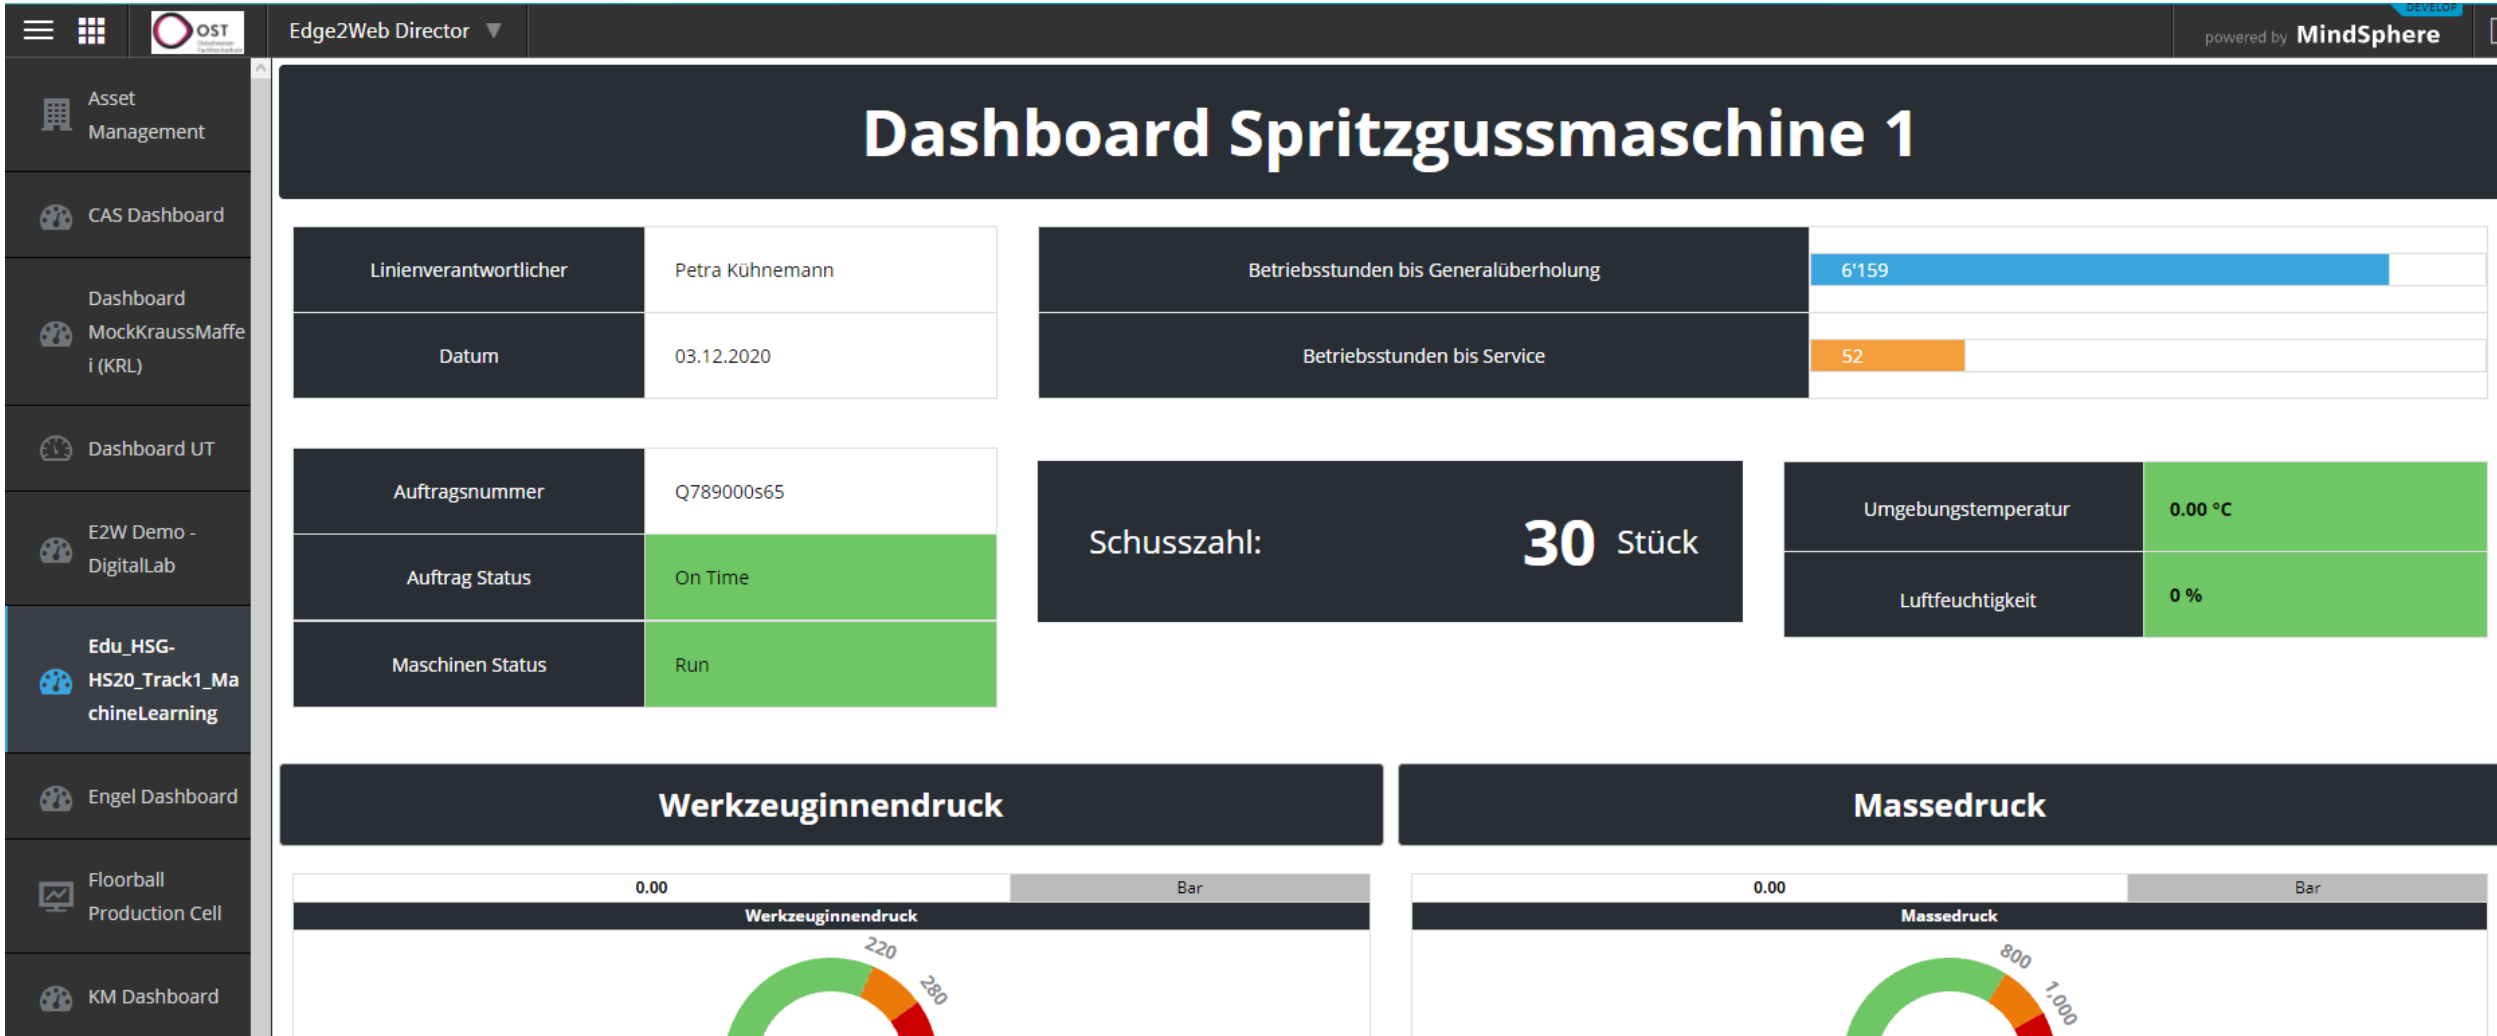 OST
Ostschweizer
Fachhochschule
Edge2Web Director
DEVELOP
powered by MindSphere
Asset
Management
CAS Dashboard
Dashboard
MockKraussMaffe
i (KRL)
Dashboard UT
E2W Demo -
DigitalLab
Edu_HSG-
HS20_Track1_Ma
chineLearning
Engel Dashboard
Floorball
Production Cell
KM Dashboard
Dashboard Spritzgussmaschine 1
Linienverantwortlicher Petra Kühnemann
Datum 03.12.2020
Betriebsstunden bis Generalüberholung 6'159
Betriebsstunden bis Service 52
Auftragsnummer Q789000s65
Auftrag Status On Time
Maschinen Status Run
Schusszahl: 30 Stück
Umgebungstemperatur 0.00 °C
Luftfeuchtigkeit 0 %
Werkzeuginnendruck
0.00 Bar
Werkzeuginnendruck
220
280
Massedruck
0.00 Bar
Massedruck
800
1,000